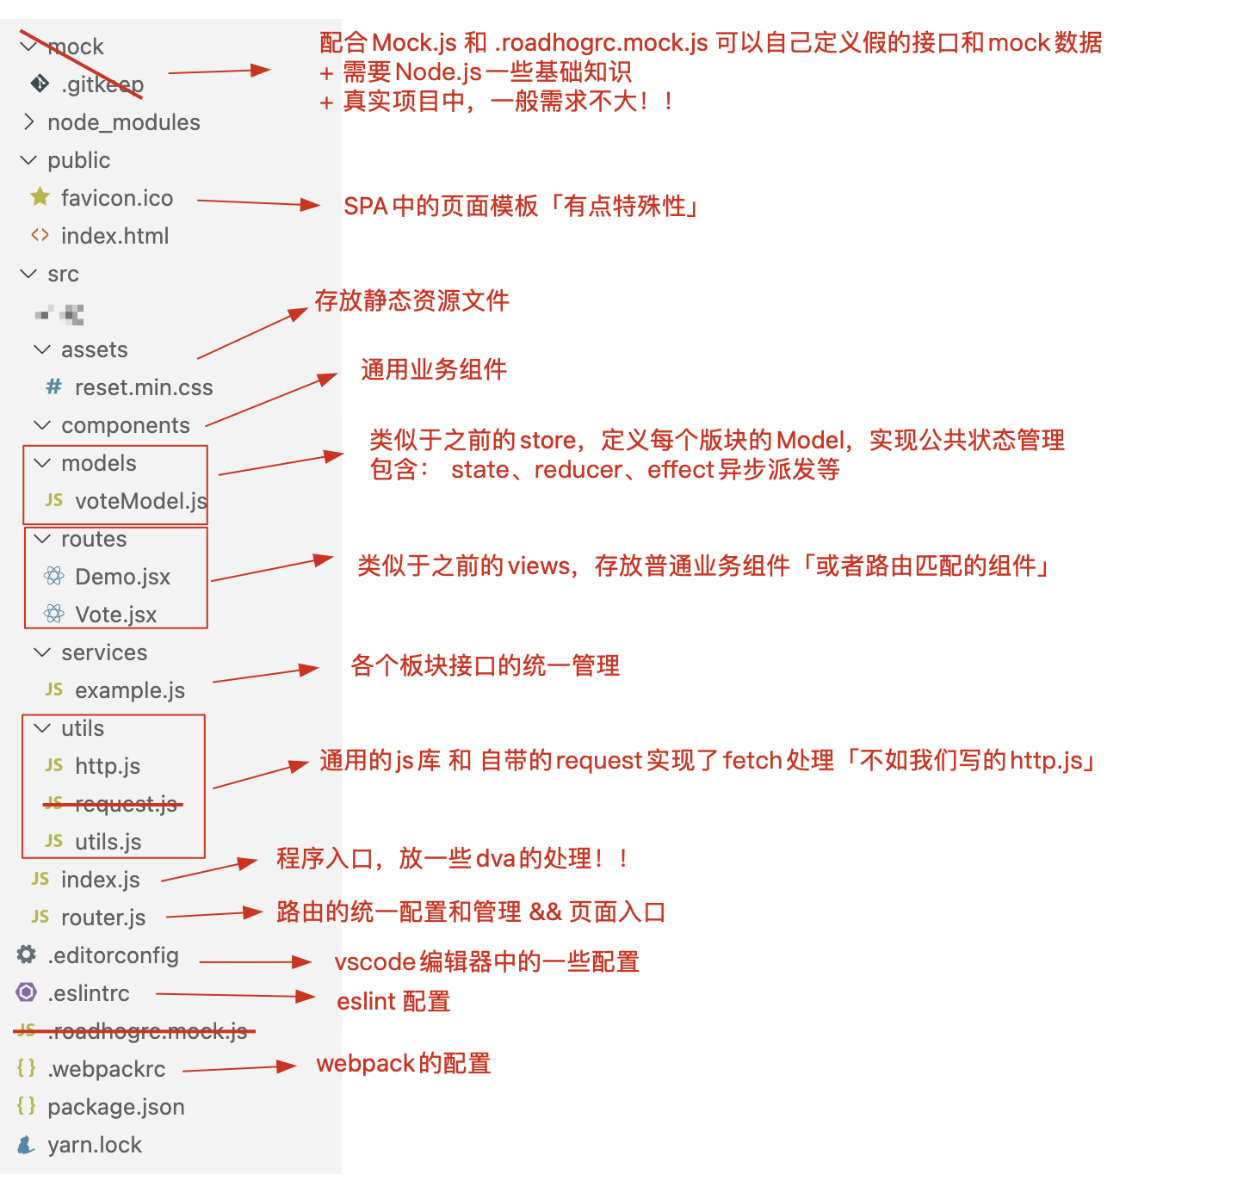 mock
配合Mock.js 和 .roadhogrc.mock.js 可以自己定义假的接口和mock数据
.gitkeep
+ 需要Node.js一些基础知识
+ 真实项目中，一般需求不大！！
node_modules
public
favicon.ico
SPA中的页面模板「有点特殊性」
index.html
src
存放静态资源文件
assets
通用业务组件
reset.min.css
components
类似于之前的store，定义每个版块的Model，实现公共状态管理
包含： state、reducer、effect异步派发等
models
JS voteModel.js
routes
类似于之前的views，存放普通业务组件「或者路由匹配的组件」
Demo.jsx
Vote.jsx
services
各个板块接口的统一管理
JS example.js
utils
通用的js库 和 自带的request实现了fetch处理「不如我们写的http.js」
JS http.js
JS request.js
JS utils.js
程序入口，放一些dva的处理！！
JS index.js
路由的统一配置和管理 && 页面入口
JS router.js
.editorconfig
vscode编辑器中的一些配置
.eslintrc
eslint 配置
JS .roadhogrc.mock.js
{} .webpackrc
webpack的配置
{} package.json
yarn.lock